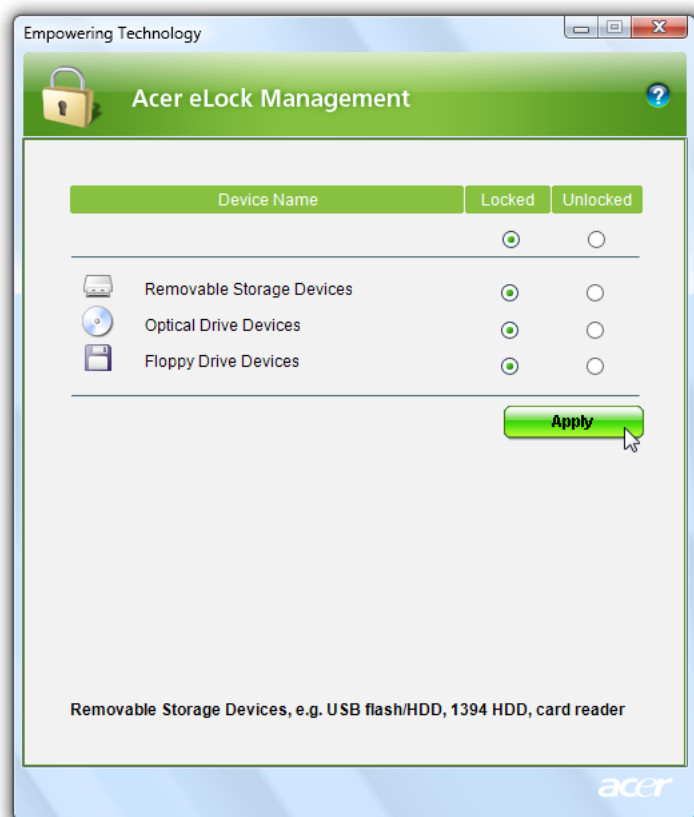 Empowering Technology
Acer eLock Management
?
Device Name Locked Unlocked
Removable Storage Devices
Optical Drive Devices
Floppy Drive Devices
Apply
Removable Storage Devices, e.g. USB flash/HDD, 1394 HDD, card reader
acer